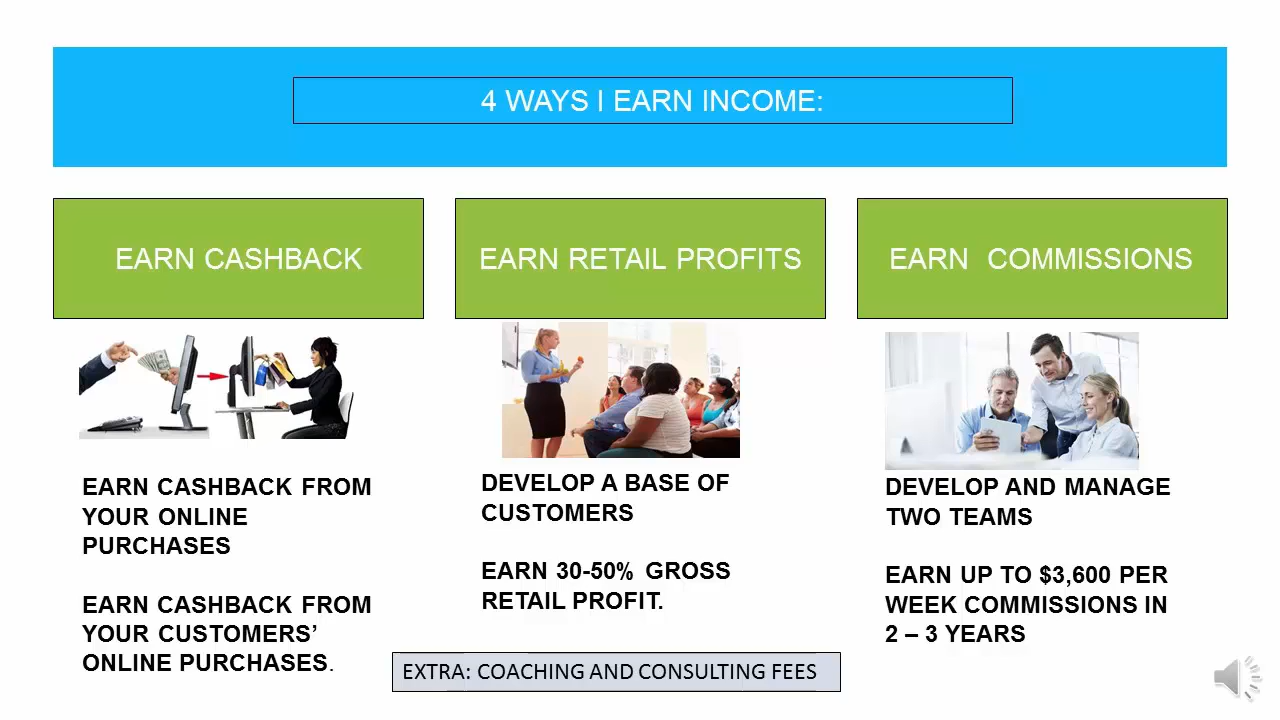 4 WAYS I EARN INCOME:
EARN CASHBACK
EARN RETAIL PROFITS
EARN COMMISSIONS
EARN CASHBACK FROM
YOUR ONLINE
PURCHASES
EARN CASHBACK FROM
YOUR CUSTOMERS’
ONLINE PURCHASES.
DEVELOP A BASE OF
CUSTOMERS
EARN 30-50% GROSS
RETAIL PROFIT.
DEVELOP AND MANAGE
TWO TEAMS
EARN UP TO $3,600 PER
WEEK COMMISSIONS IN
2 – 3 YEARS
EXTRA: COACHING AND CONSULTING FEES